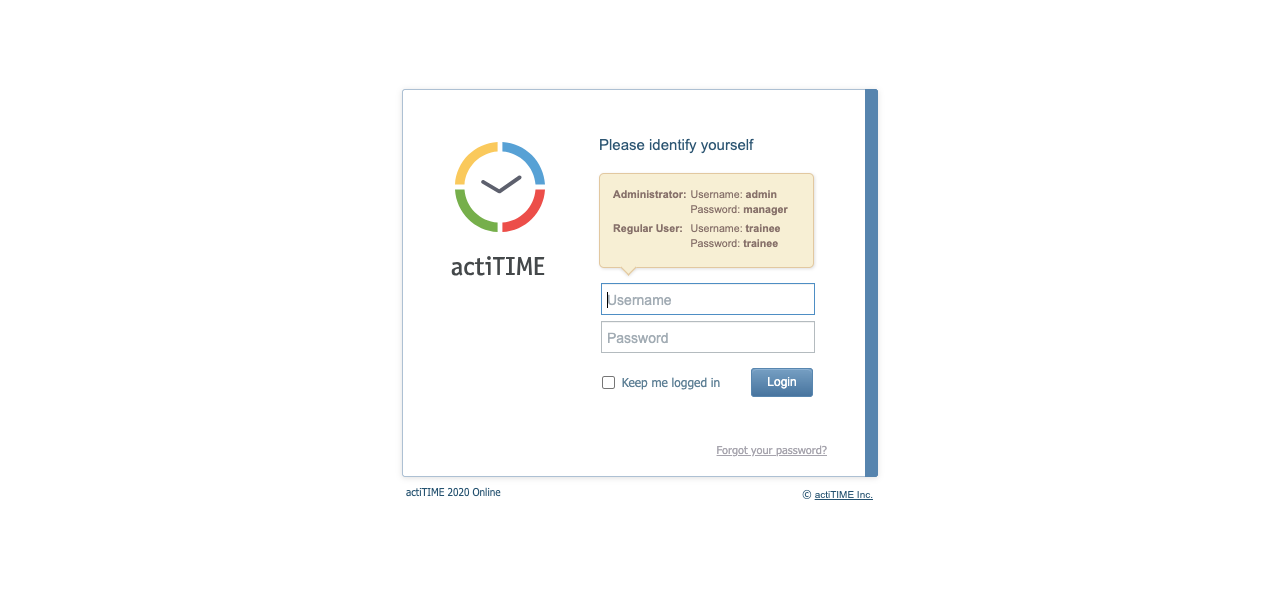 Please identify yourself
Administrator: Username: admin
Password: manager
Regular User: Username: trainee
Password: trainee
actiTIME
Username
Password
Keep me logged in
Login
Forgot your password?
actiTIME 2020 Online
© actiTIME Inc.